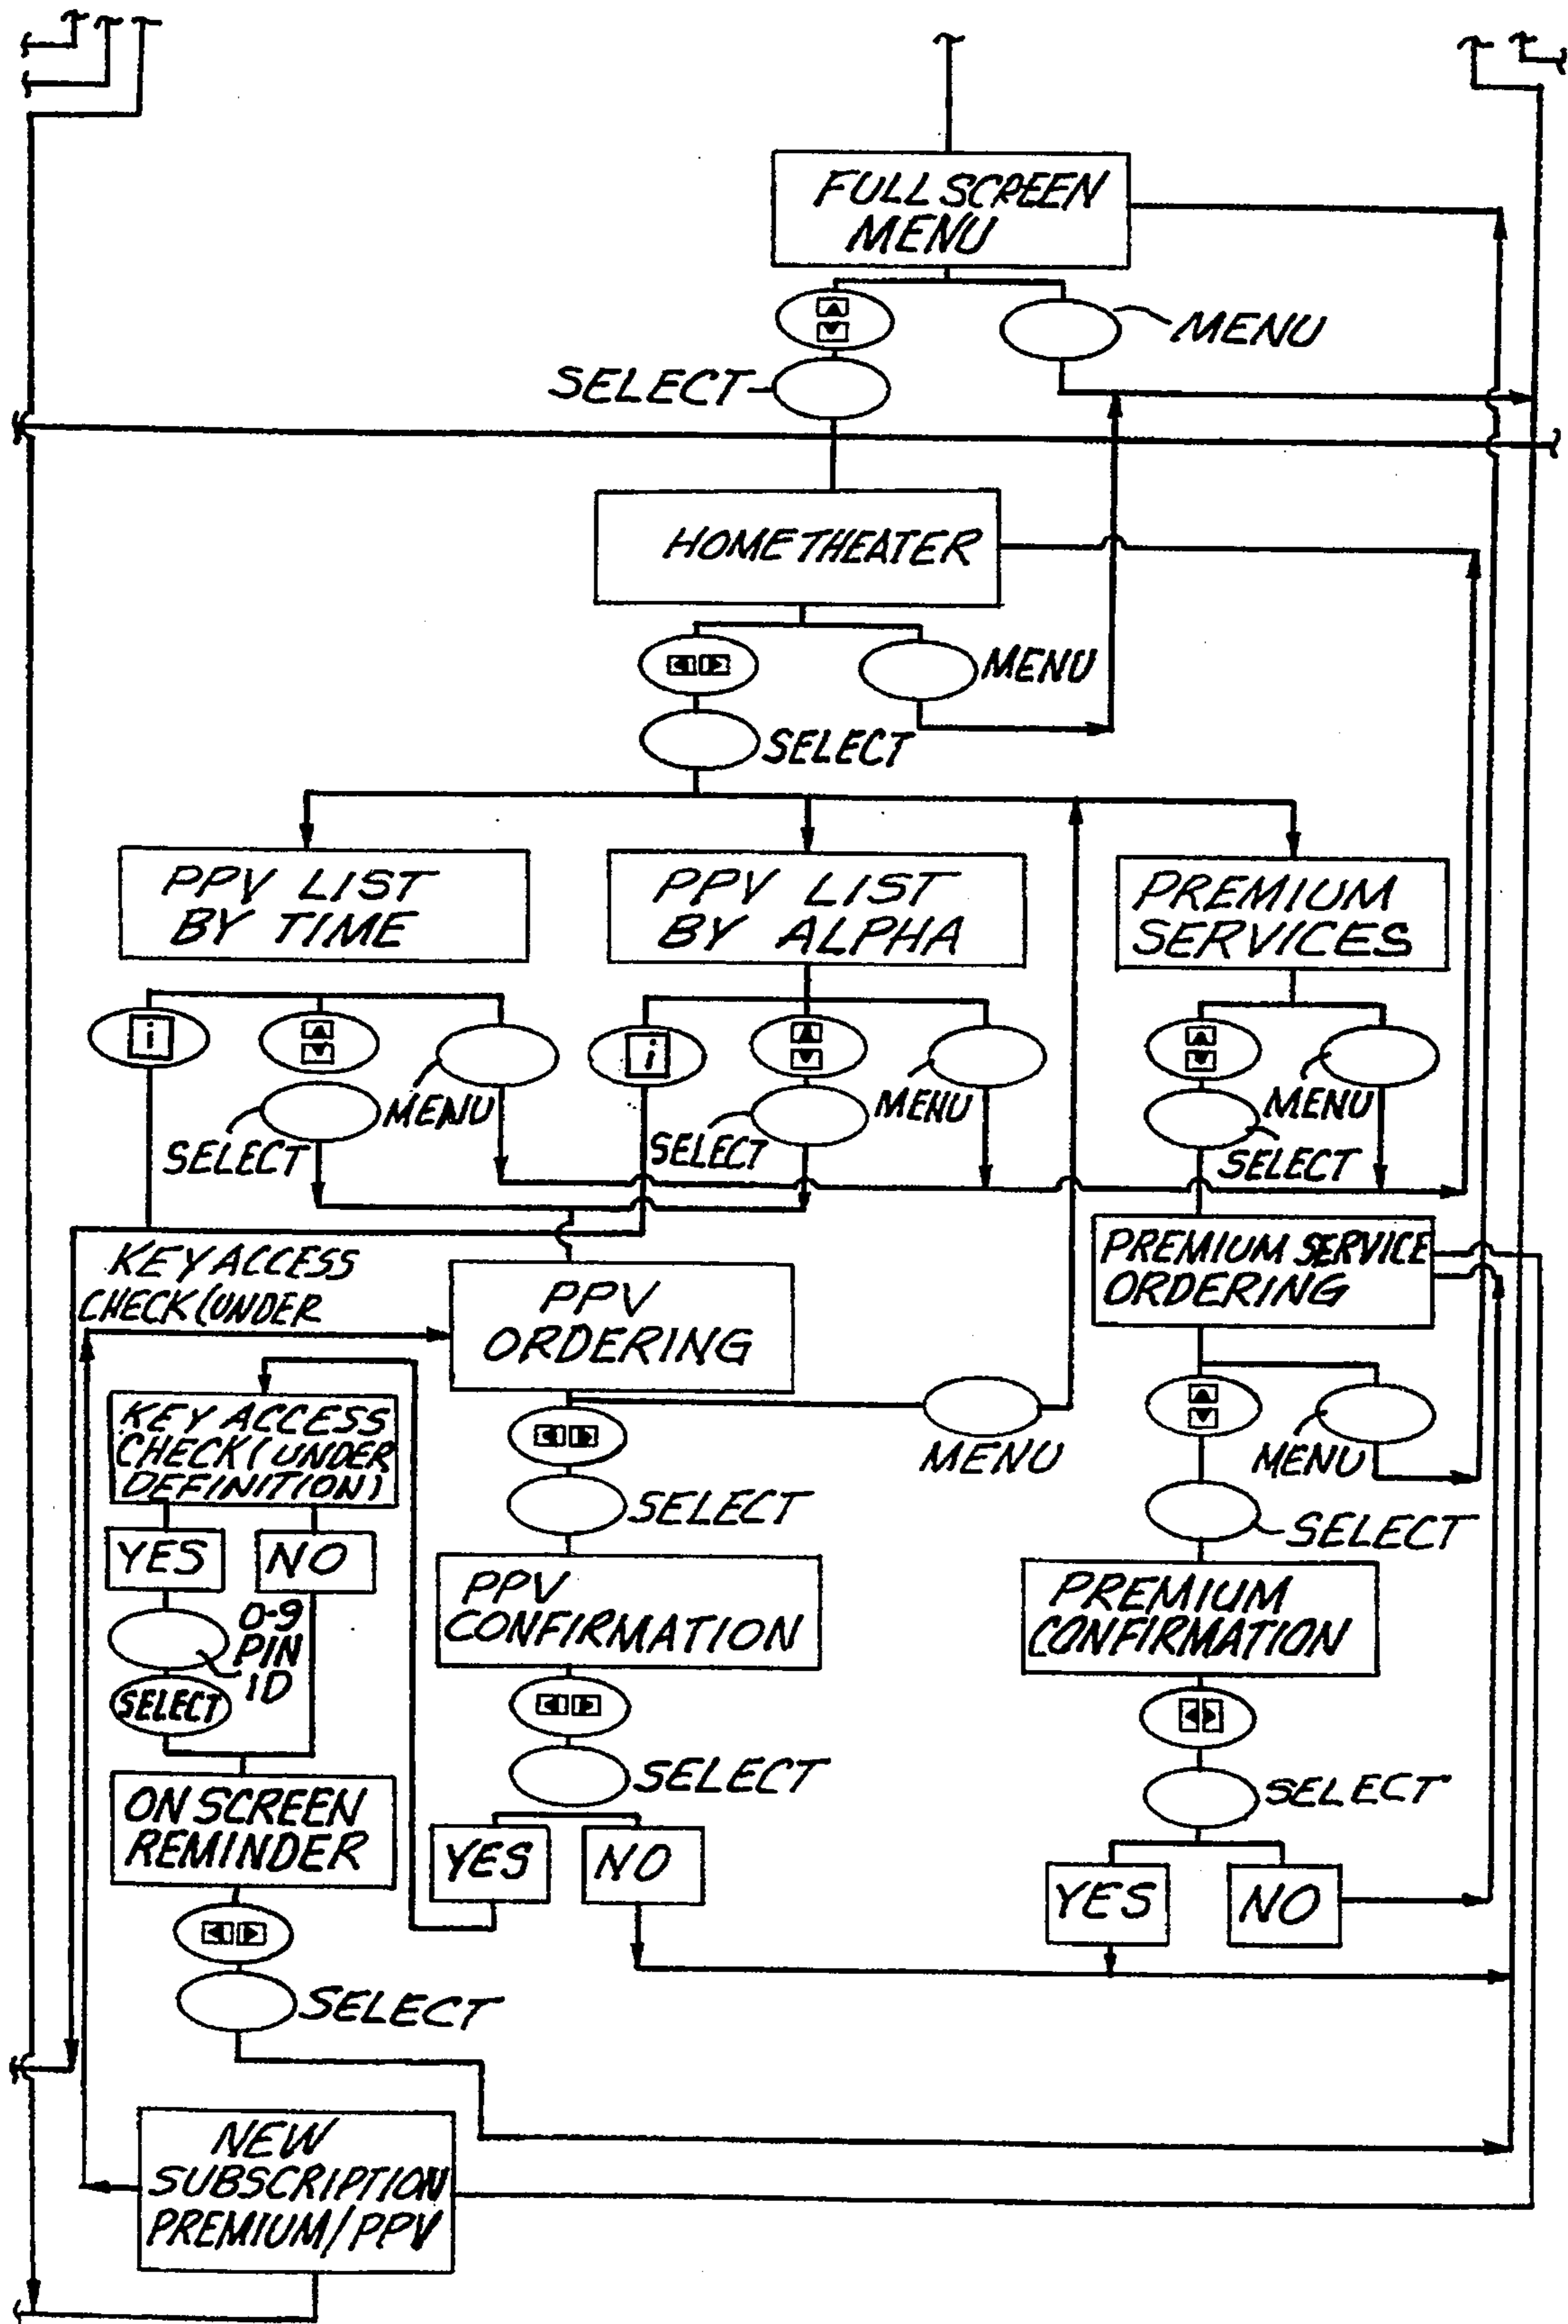 FULL SCREEN
MENU
MENU
SELECT
HOME THEATER
MENU
SELECT
PPV LIST
BY TIME
PPV LIST
BY ALPHA
PREMIUM
SERVICES
i
i
MENU
SELECT
MENU
SELECT
MENU
SELECT
KEY ACCESS
CHECK (UNDER
PPV
ORDERING
PREMIUM SERVICE
ORDERING
KEY ACCESS
CHECK (UNDER
DEFINITION)
MENU
MENU
SELECT
SELECT
YES
NO
PPV
CONFIRMATION
PREMIUM
CONFIRMATION
0-9
PIN
ID
SELECT
SELECT
SELECT
ON SCREEN
REMINDER
YES
NO
YES
NO
SELECT
NEW
SUBSCRIPTION
PREMIUM/PPV